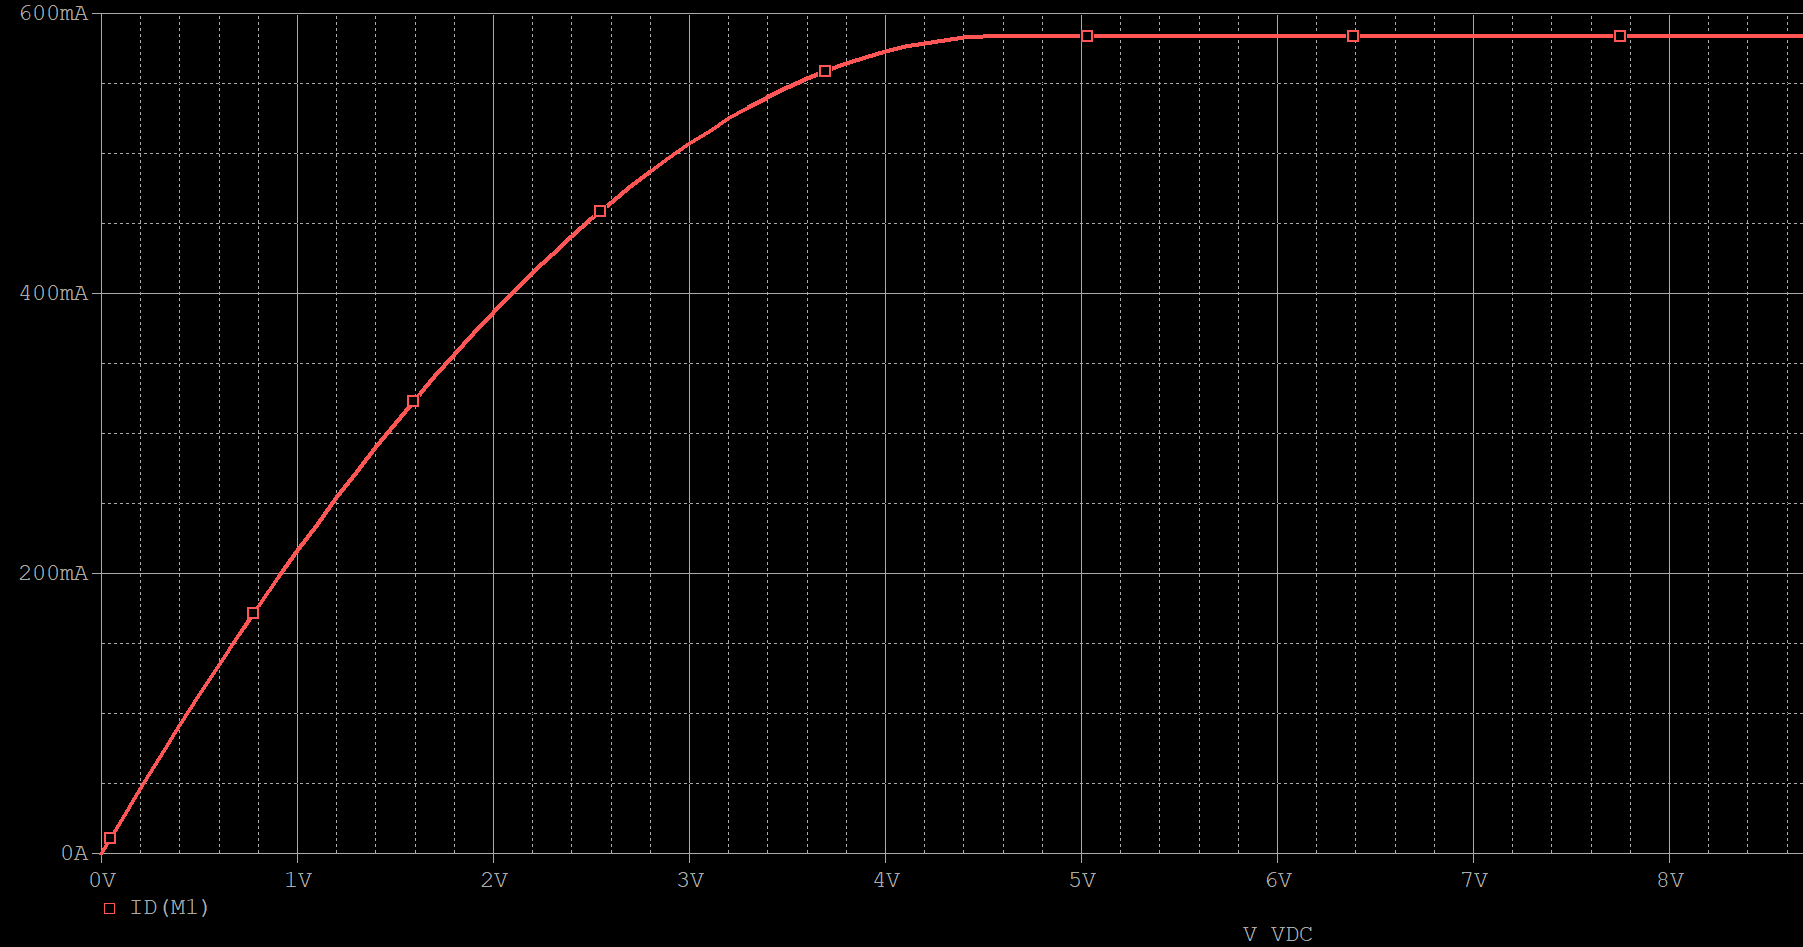 600mA
400mA
200mA
0A
0V 1V 2V 3V 4V 5V 6V 7V 8V
ID(M1)
V_VDC